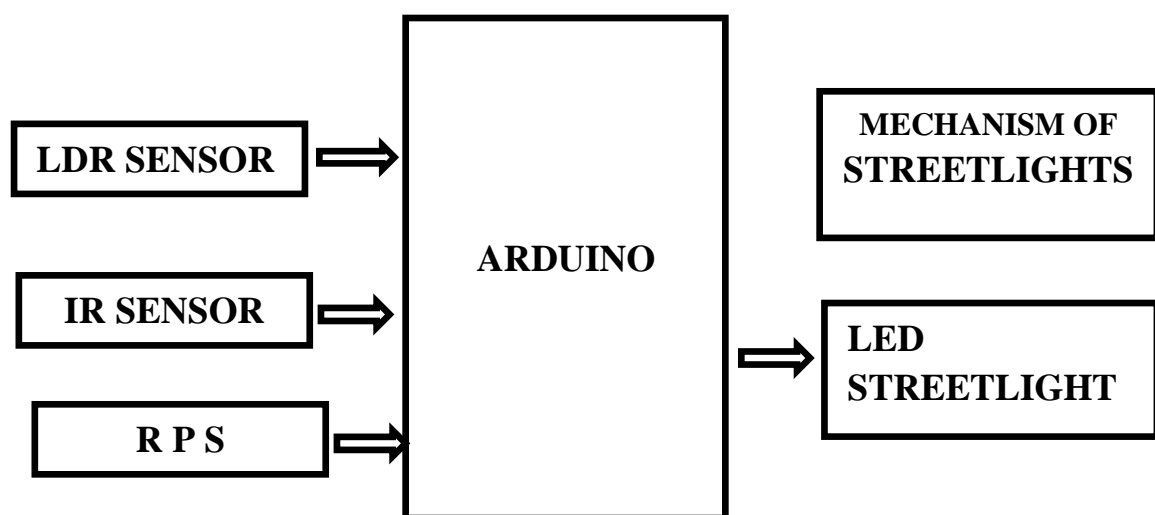 LDR SENSOR
IR SENSOR
R P S
ARDUINO
MECHANISM OF
STREETLIGHTS
LED
STREETLIGHT